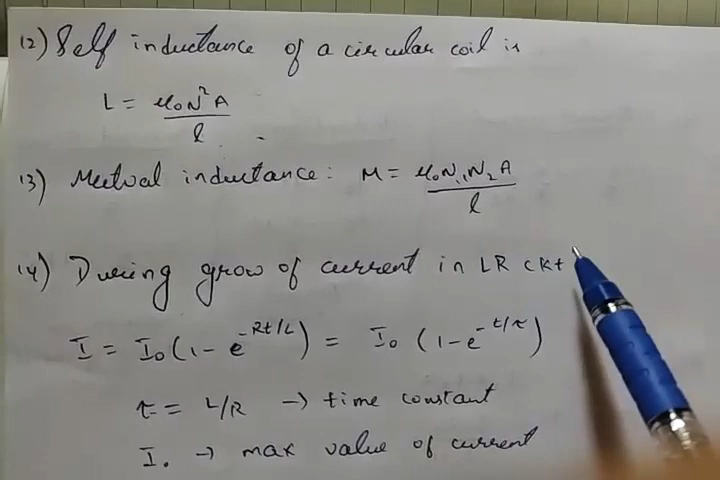 12) Self inductance of a circular coil is
L = μ₀N²A / l
13) Mutual inductance: M = μ₀N₁N₂A / l
14) During grow of current in LR ckt
I = I₀(1 - e^-Rt/L) = I₀(1 - e^-t/τ)
τ = L/R → time constant
I₀ → max value of current